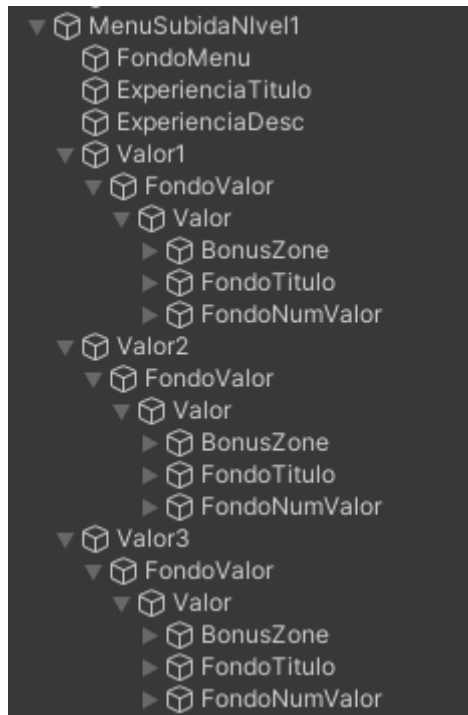 MenuSubidaNIvel1
FondoMenu
ExperienciaTitulo
ExperienciaDesc
Valor1
FondoValor
Valor
BonusZone
FondoTitulo
FondoNumValor
Valor2
FondoValor
Valor
BonusZone
FondoTitulo
FondoNumValor
Valor3
FondoValor
Valor
BonusZone
FondoTitulo
FondoNumValor